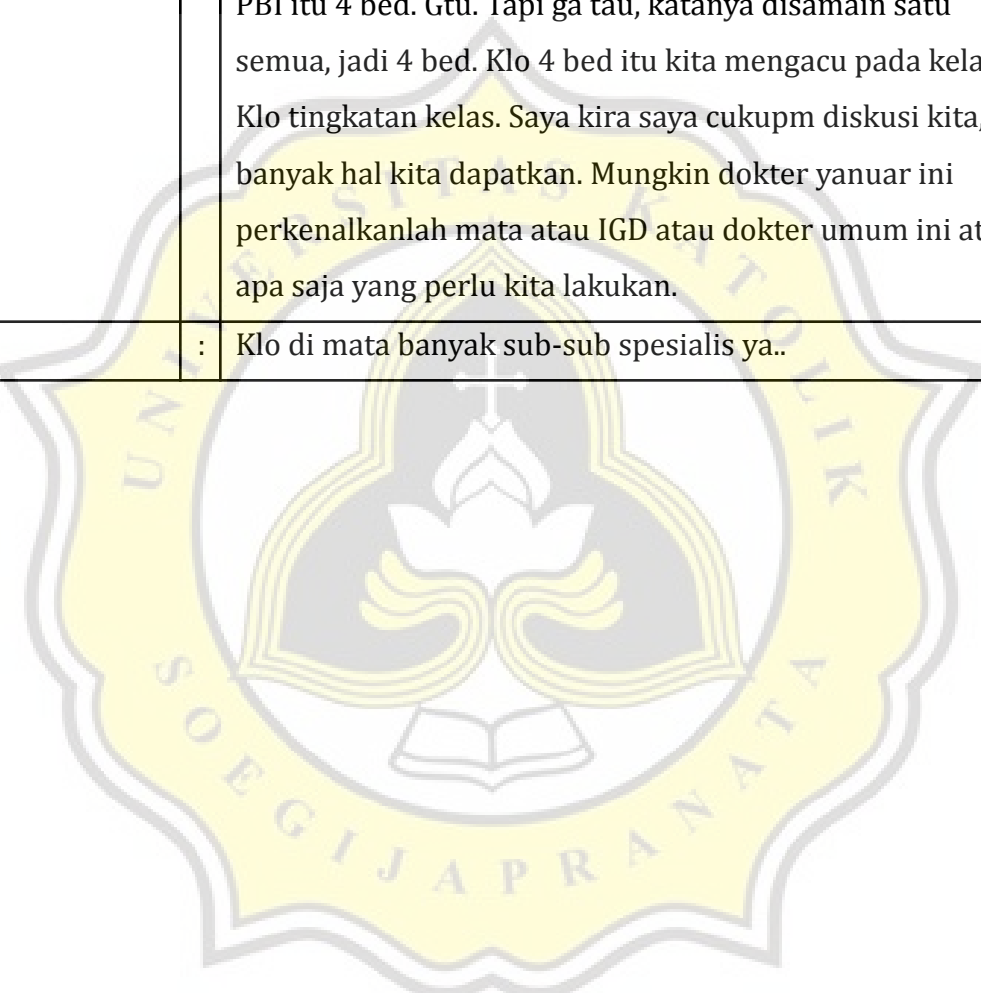 PBI itu 4 bed. Gtu. Tapi ga tau, katanya disamain satu
semua, jadi 4 bed. Klo 4 bed itu kita mengacu pada kela
Klo tingkatan kelas. Saya kira saya cukupm diskusi kita,
banyak hal kita dapatkan. Mungkin dokter yanuar ini
perkenalkanlah mata atau IGD atau dokter umum ini at
apa saja yang perlu kita lakukan.
: Klo di mata banyak sub-sub spesialis ya..
UNIVERSITAS KATOLIK
SOEGIJAPRANATA